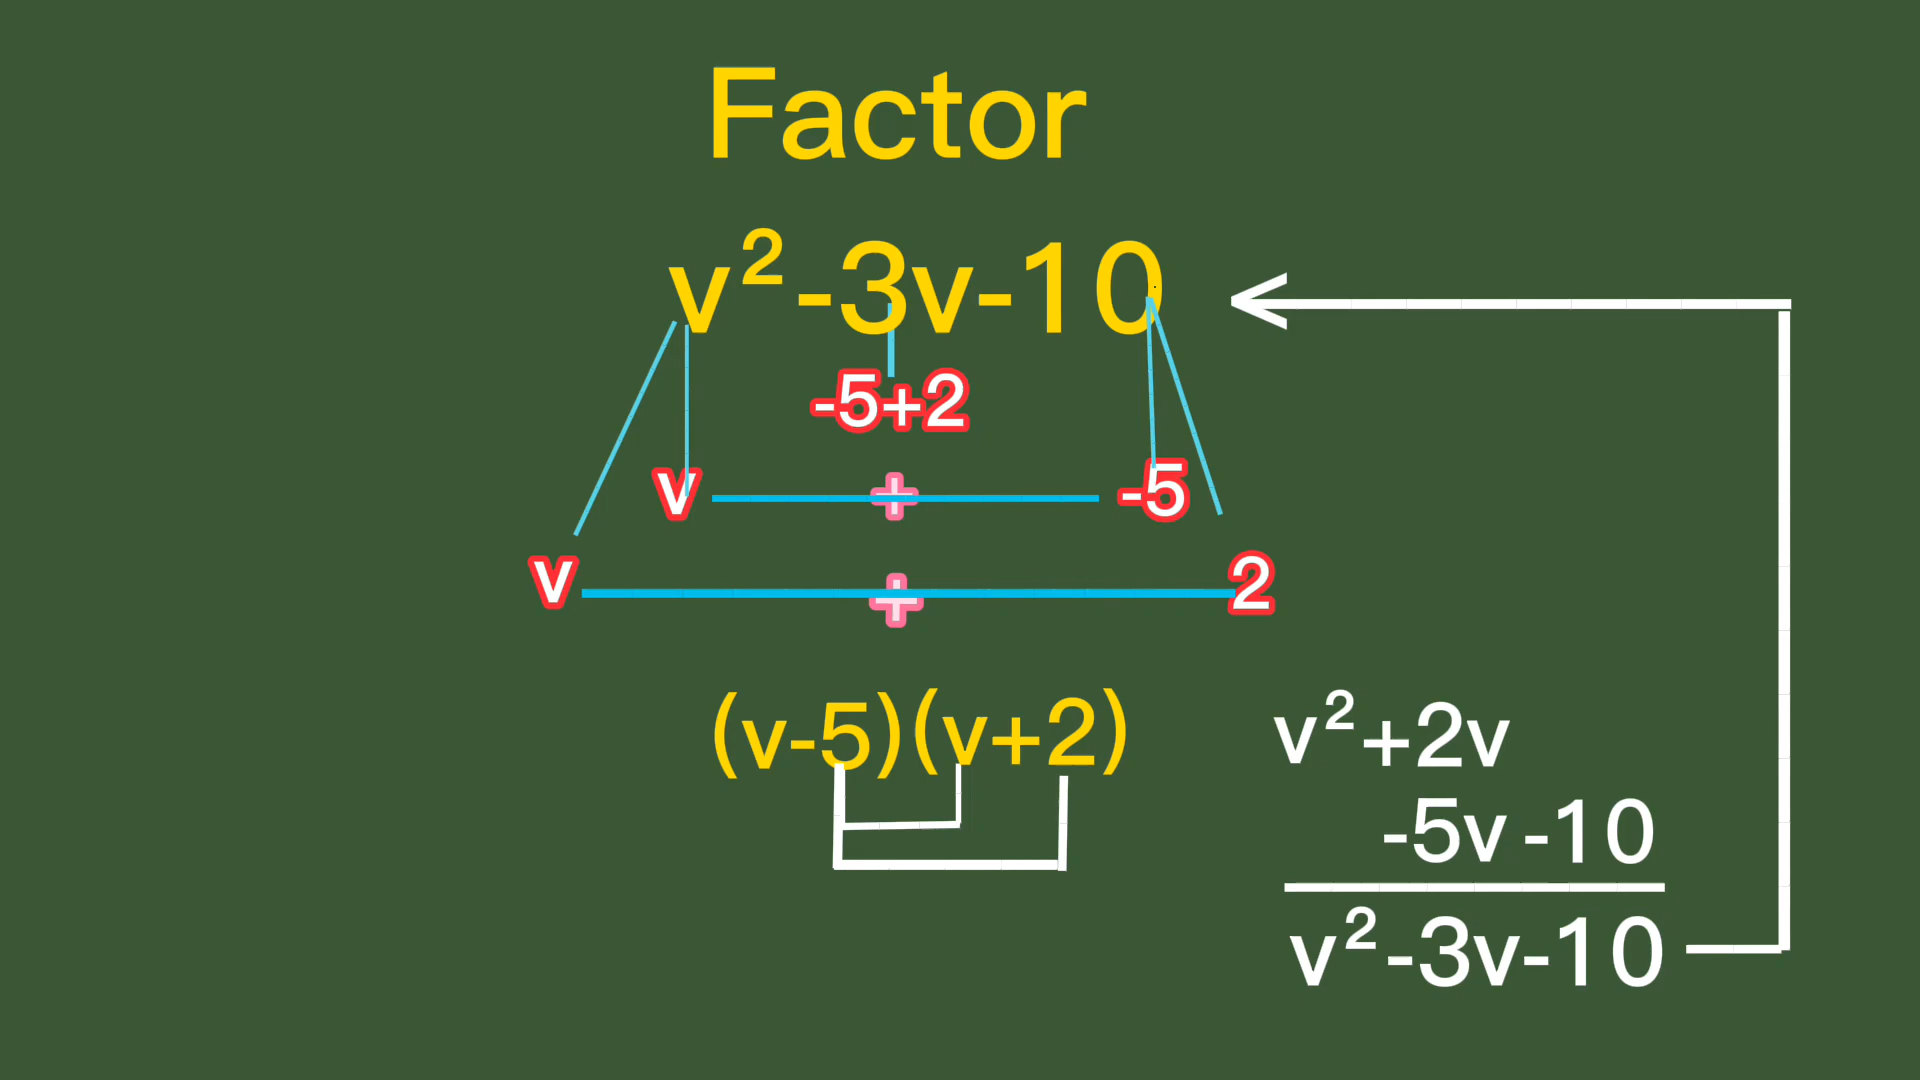 Factor
v²-3v-10 <
-5+2
v + -5
v + 2
(v-5)(v+2)
v²+2v
-5v-10
v²-3v-10